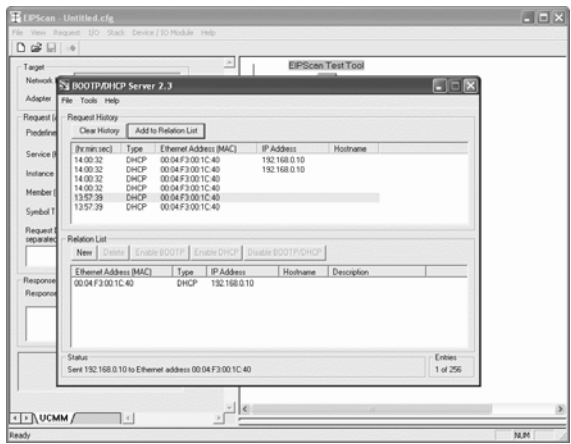 EIPScan - Untitled.cfg
File View Request I/O Stack Device / IO Module Help
Target
EIPScan Test Tool
Network
BOOTP/DHCP Server 2.3
Adapter
File Tools Help
Request (
Request History
Predefine
Clear History Add to Relation List
(hr:min:sec) Type Ethernet Address (MAC) IP Address Hostname
14:00:32 DHCP 00:04:F3:00:1C:40 192.168.0.10
14:00:32 DHCP 00:04:F3:00:1C:40 192.168.0.10
14:00:32 DHCP 00:04:F3:00:1C:40
14:00:32 DHCP 00:04:F3:00:1C:40
13:57:39 DHCP 00:04:F3:00:1C:40
13:57:39 DHCP 00:04:F3:00:1C:40
Service (
Instance
Member (
Symbol T
Request
separated
Relation List
New Delete Enable BOOTP Enable DHCP Disable BOOTP/DHCP
Ethernet Address (MAC) Type IP Address Hostname Description
00:04:F3:00:1C:40 DHCP 192.168.0.10
Response
Respons
Status
Sent 192.168.0.10 to Ethernet address 00:04:F3:00:1C:40
Entries
1 of 256
UCMM
Ready
NUM